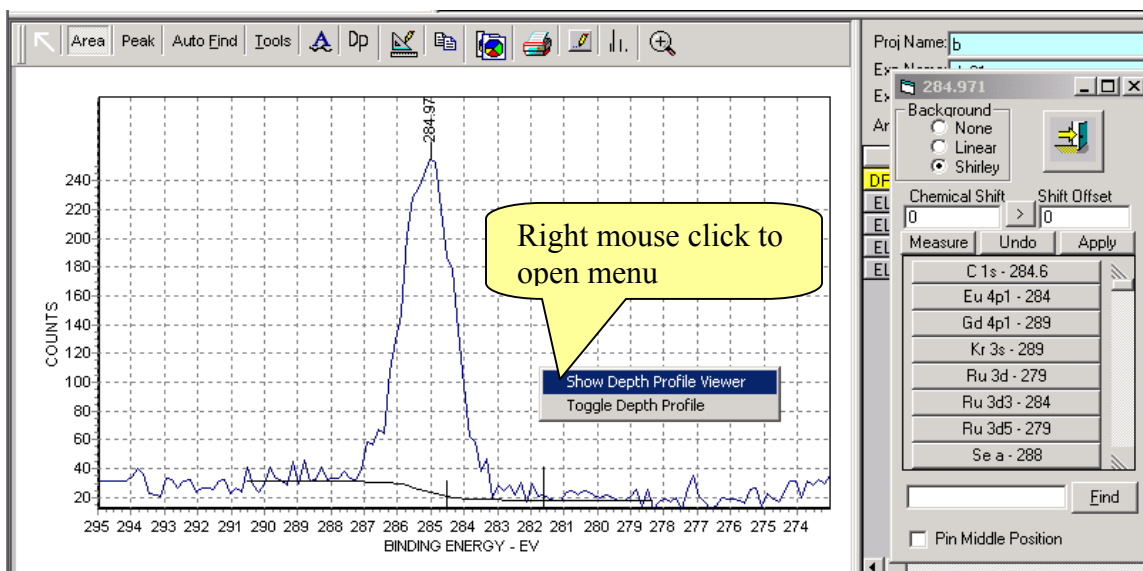 Area Peak Auto Find Tools A Dp
Proj Name: b
284.971
Background
None
Linear
Shirley
Chemical Shift Shift Offset
0 > 0
Measure Undo Apply
C 1s - 284.6
Eu 4p1 - 284
Gd 4p1 - 289
Kr 3s - 289
Ru 3d - 279
Ru 3d3 - 284
Ru 3d5 - 279
Se a - 288
Find
Pin Middle Position
284.97
COUNTS
240
220
200
180
160
140
120
100
80
60
40
20
295 294 293 292 291 290 289 288 287 286 285 284 283 282 281 280 279 278 277 276 275 274
BINDING ENERGY - EV
Right mouse click to
open menu
Show Depth Profile Viewer
Toggle Depth Profile